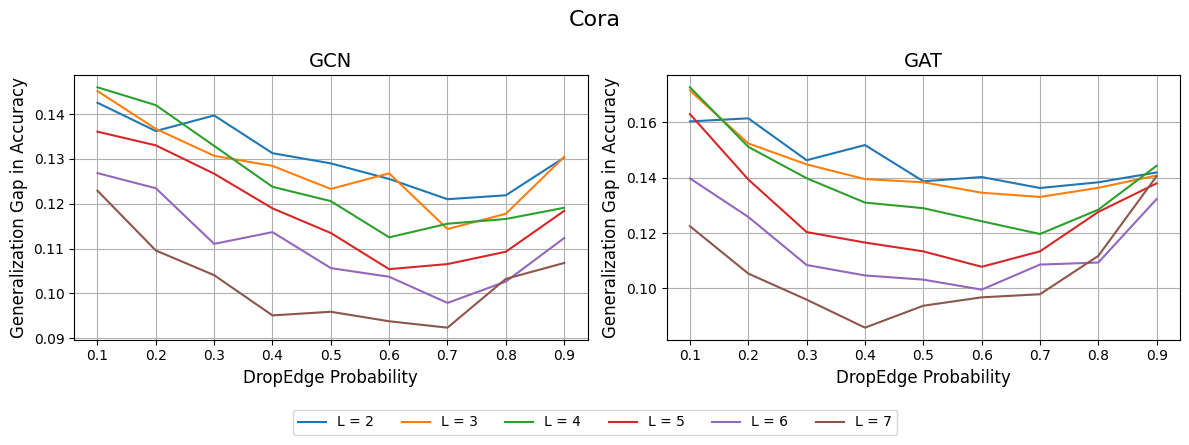 Cora
GCN
Generalization Gap in Accuracy
0.14
0.13
0.12
0.11
0.10
0.09
0.1 0.2 0.3 0.4 0.5 0.6 0.7 0.8 0.9
DropEdge Probability
GAT
Generalization Gap in Accuracy
0.16
0.14
0.12
0.10
0.1 0.2 0.3 0.4 0.5 0.6 0.7 0.8 0.9
DropEdge Probability
L = 2 L = 3 L = 4 L = 5 L = 6 L = 7